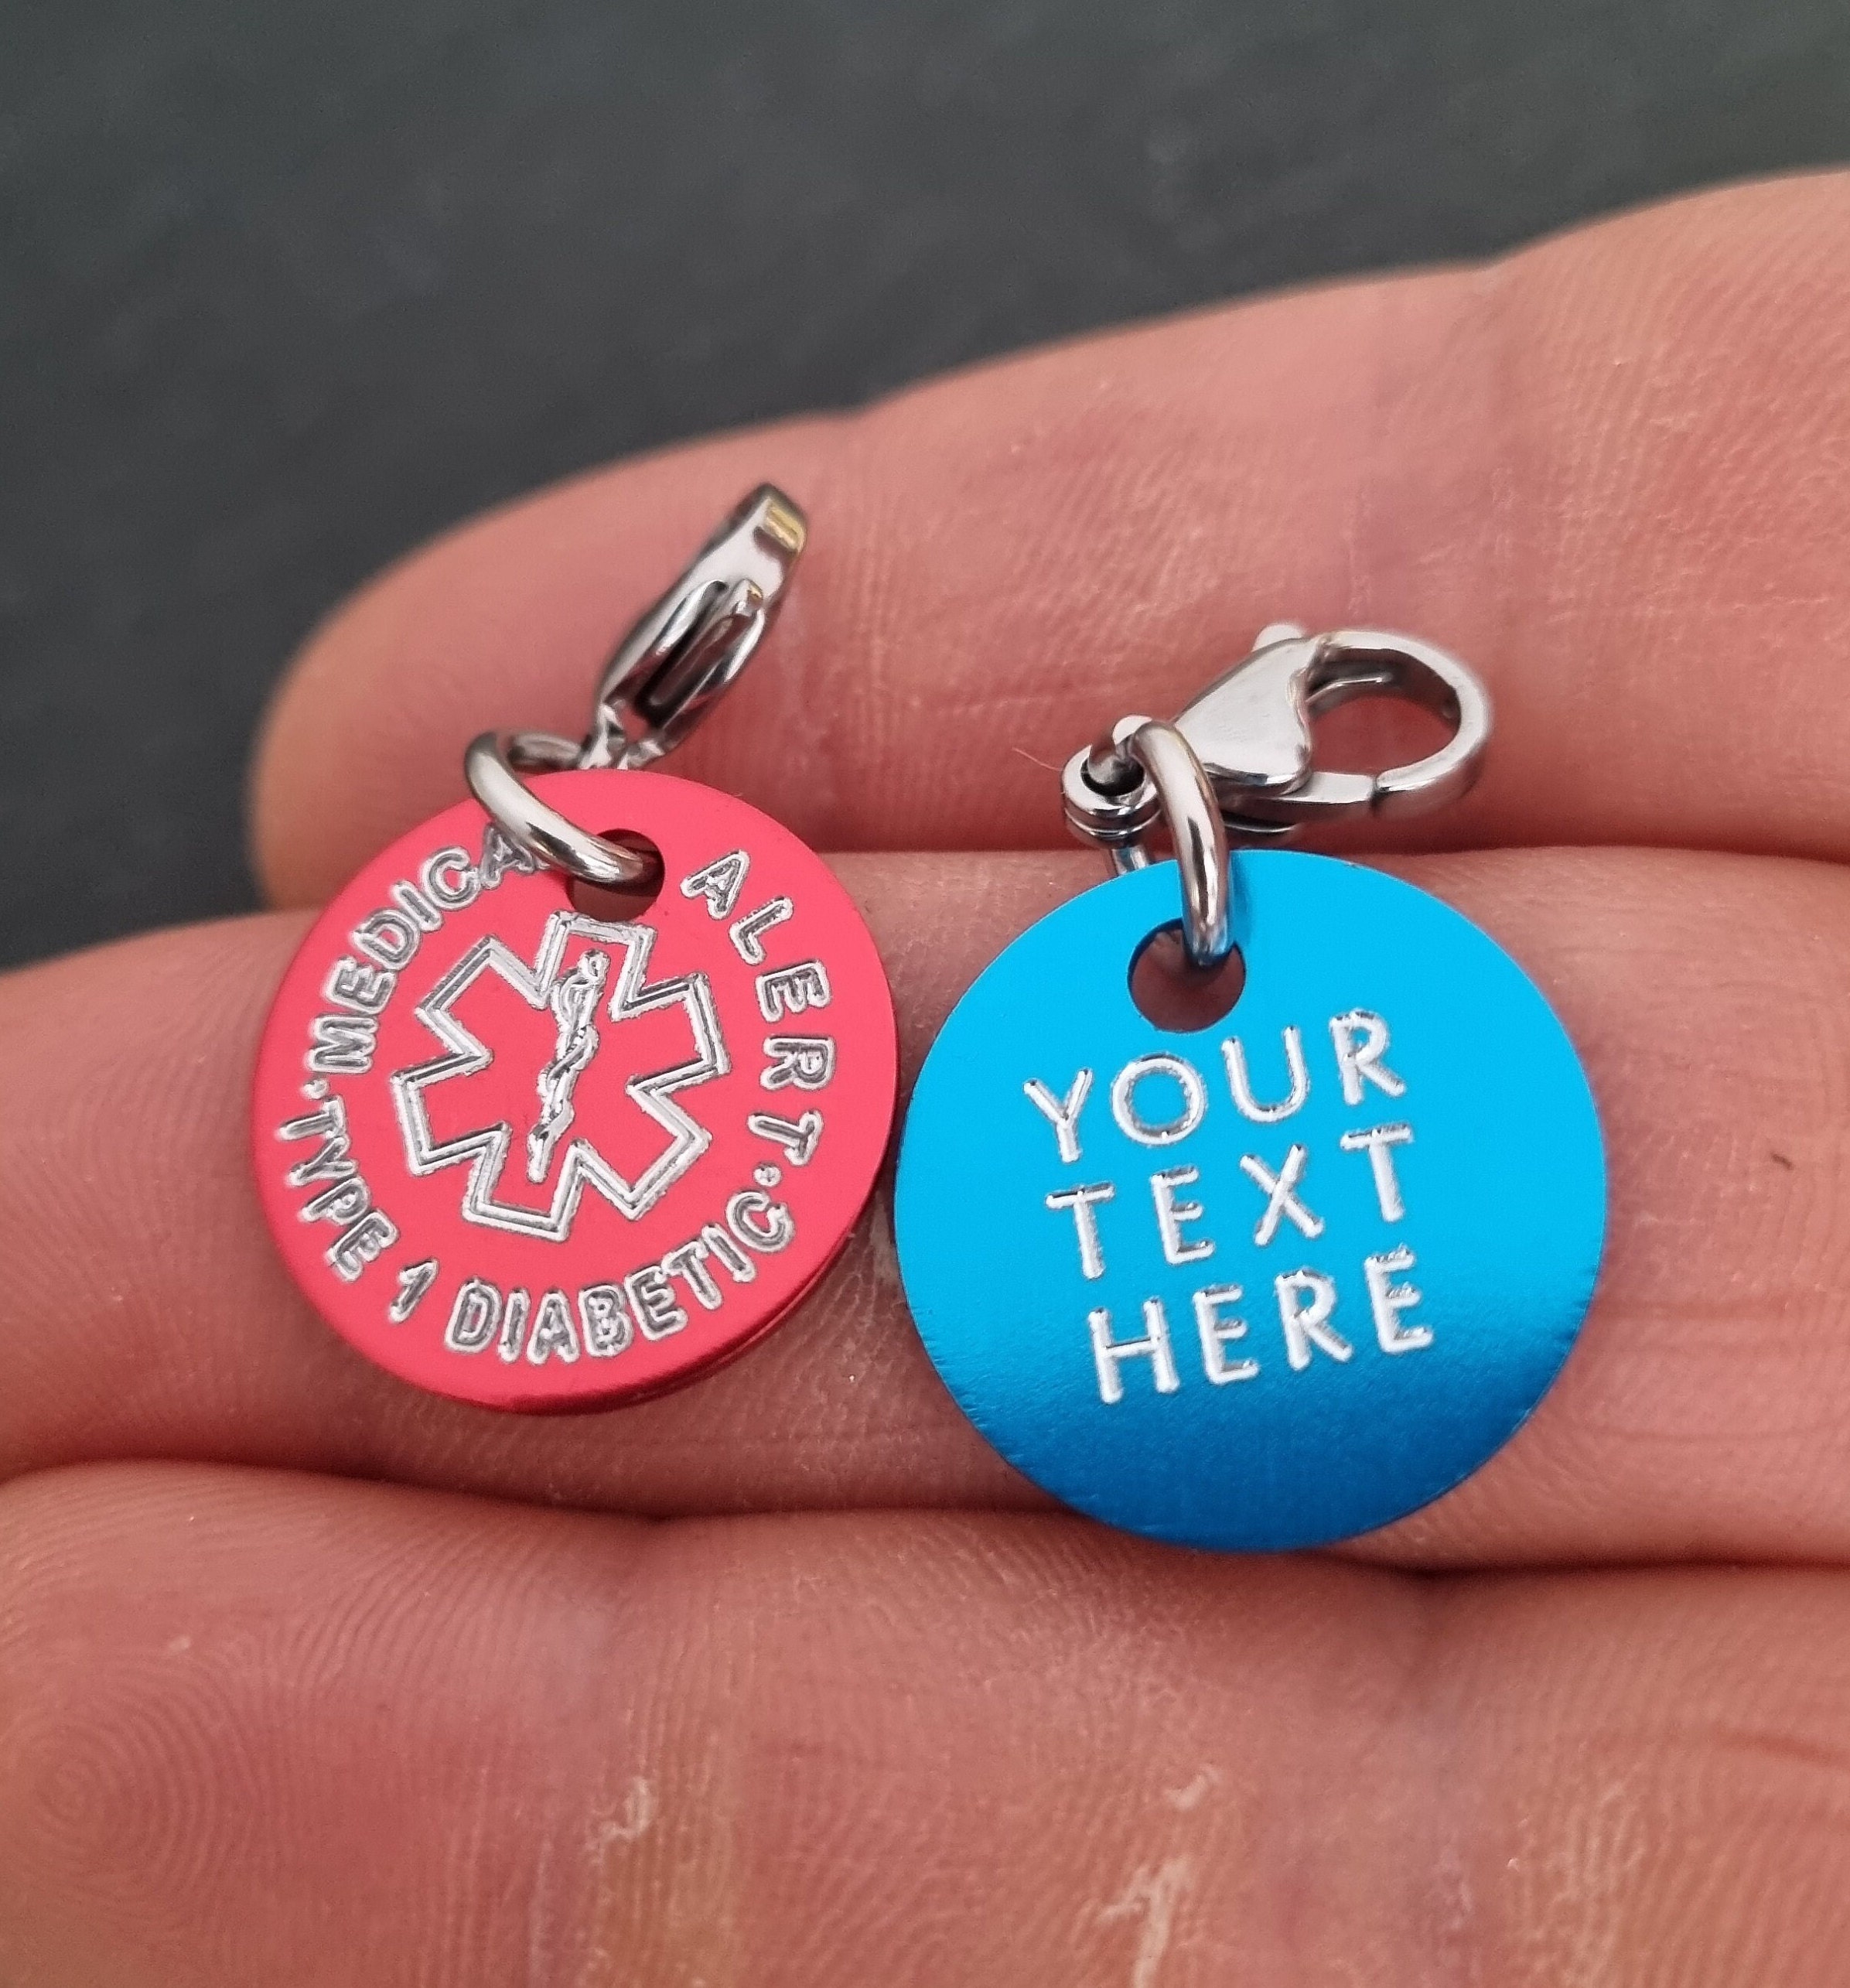 MEDICAL ALERT
TYPE 1 DIABETIC
YOUR
TEXT
HERE